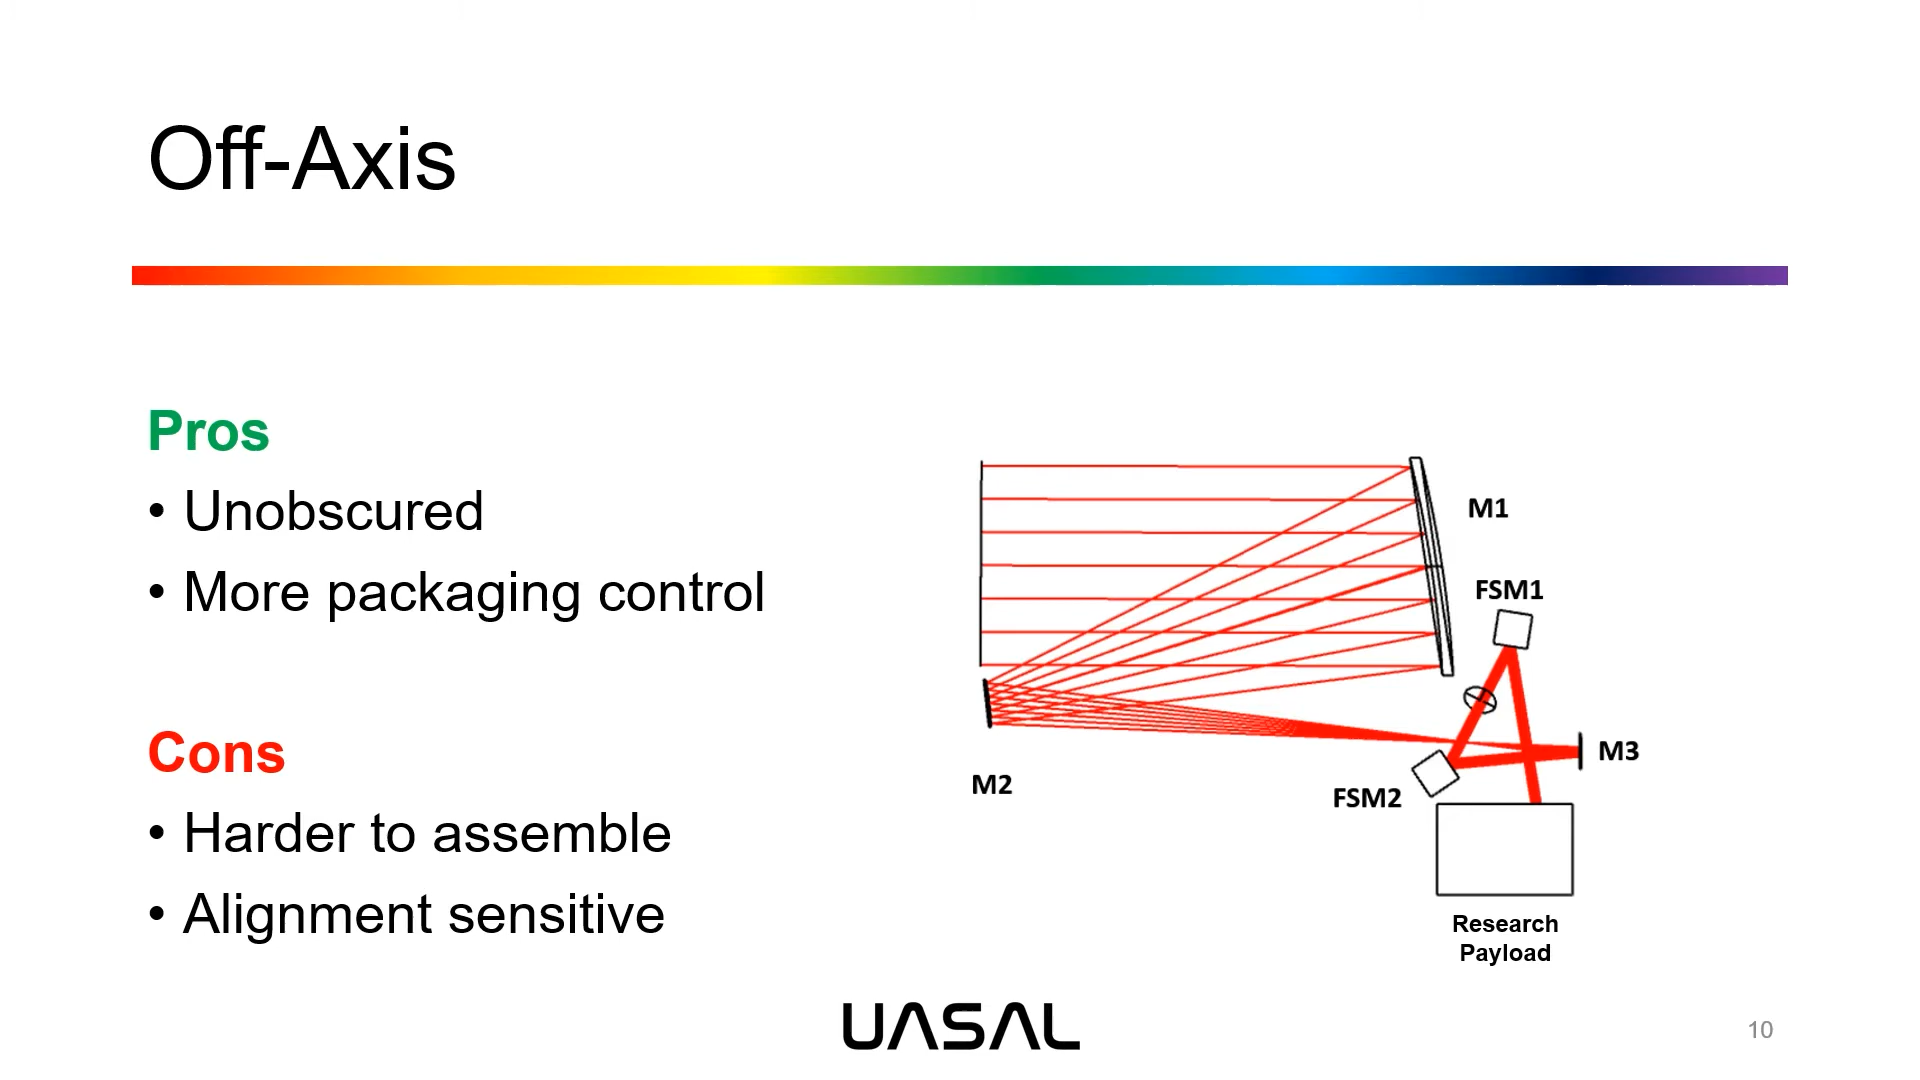 Off-Axis
Pros
• Unobscured
• More packaging control
Cons
• Harder to assemble
• Alignment sensitive
M1
FSM1
M3
M2
FSM2
Research
Payload
UASAL
10